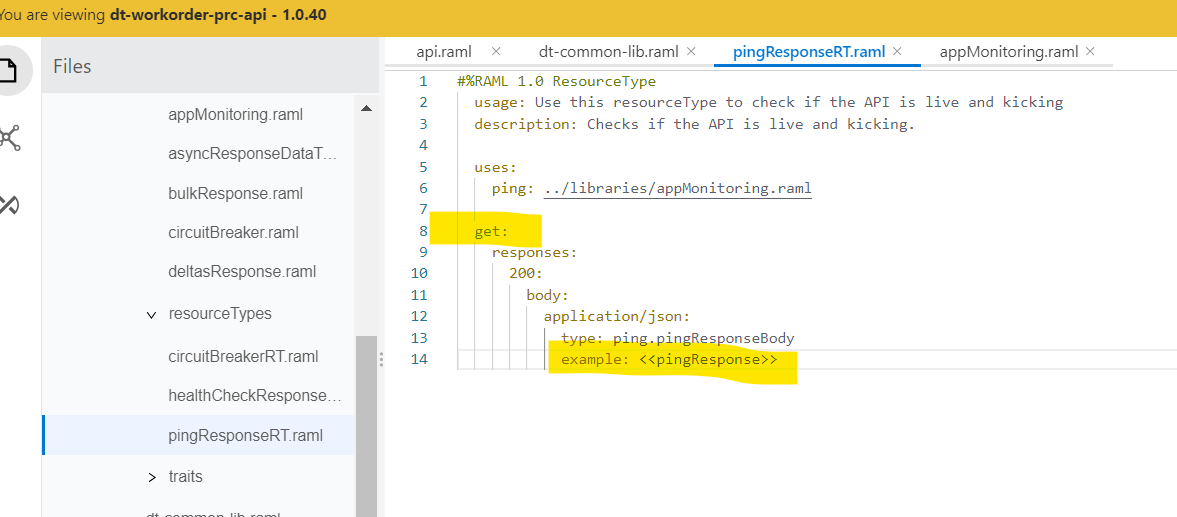 You are viewing dt-workorder-prc-api - 1.0.40
Files
api.raml
dt-common-lib.raml
pingResponseRT.raml
appMonitoring.raml
appMonitoring.raml
asyncResponseDataT...
bulkResponse.raml
circuitBreaker.raml
deltasResponse.raml
resourceTypes
circuitBreakerRT.raml
healthCheckResponse...
pingResponseRT.raml
traits
dt-common-lib.raml
1 #%RAML 1.0 ResourceType
2 usage: Use this resourceType to check if the API is live and kicking
3 description: Checks if the API is live and kicking.
4
5 uses:
6 ping: ../libraries/appMonitoring.raml
7
8 get:
9 responses:
10 200:
11 body:
12 application/json:
13 type: ping.pingResponseBody
14 example: <<pingResponse>>